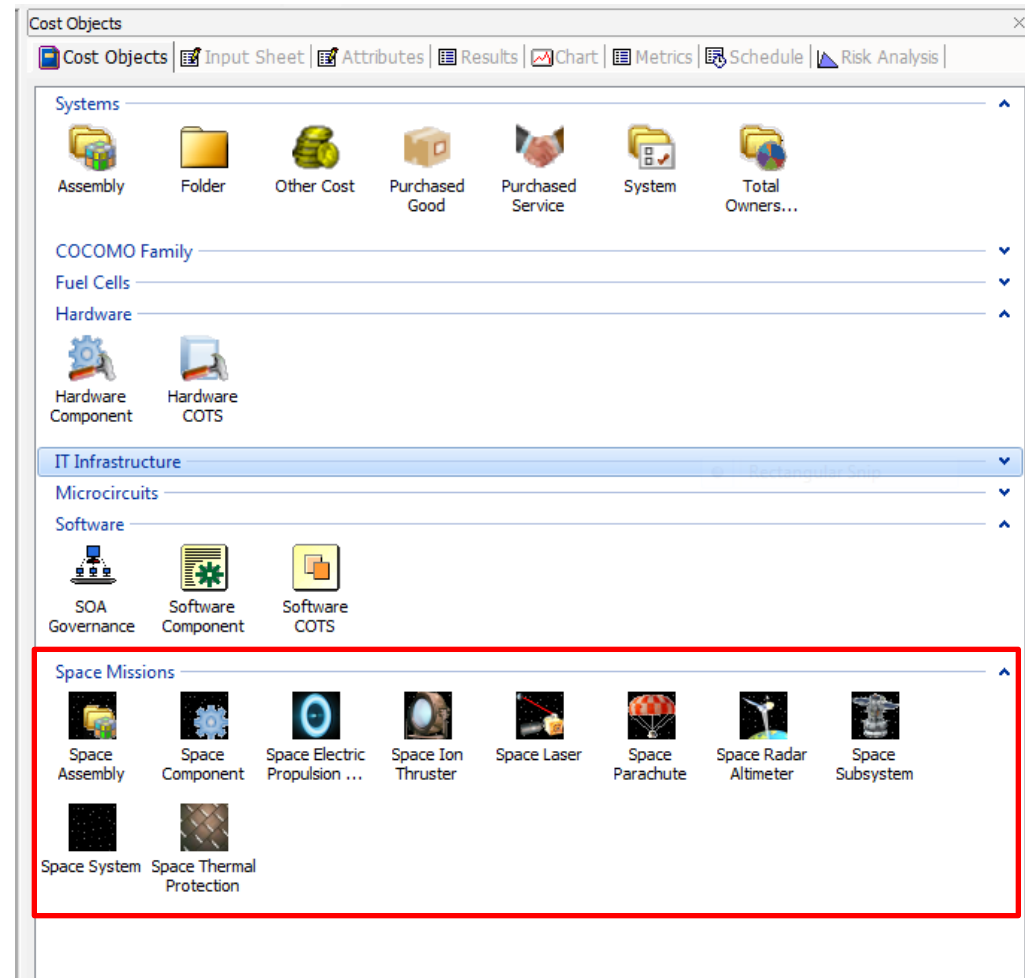 Cost Objects
Cost Objects Input Sheet Attributes Results Chart Metrics Schedule Risk Analysis
Systems
Assembly Folder Other Cost Purchased Good Purchased Service System Total Owners...
COCOMO Family
Fuel Cells
Hardware
Hardware Component Hardware COTS
IT Infrastructure
Rectangular Snip
Microcircuits
Software
SOA Governance Software Component Software COTS
Space Missions
Space Assembly Space Component Space Electric Propulsion ... Space Ion Thruster Space Laser Space Parachute Space Radar Altimeter Space Subsystem
Space System Space Thermal Protection